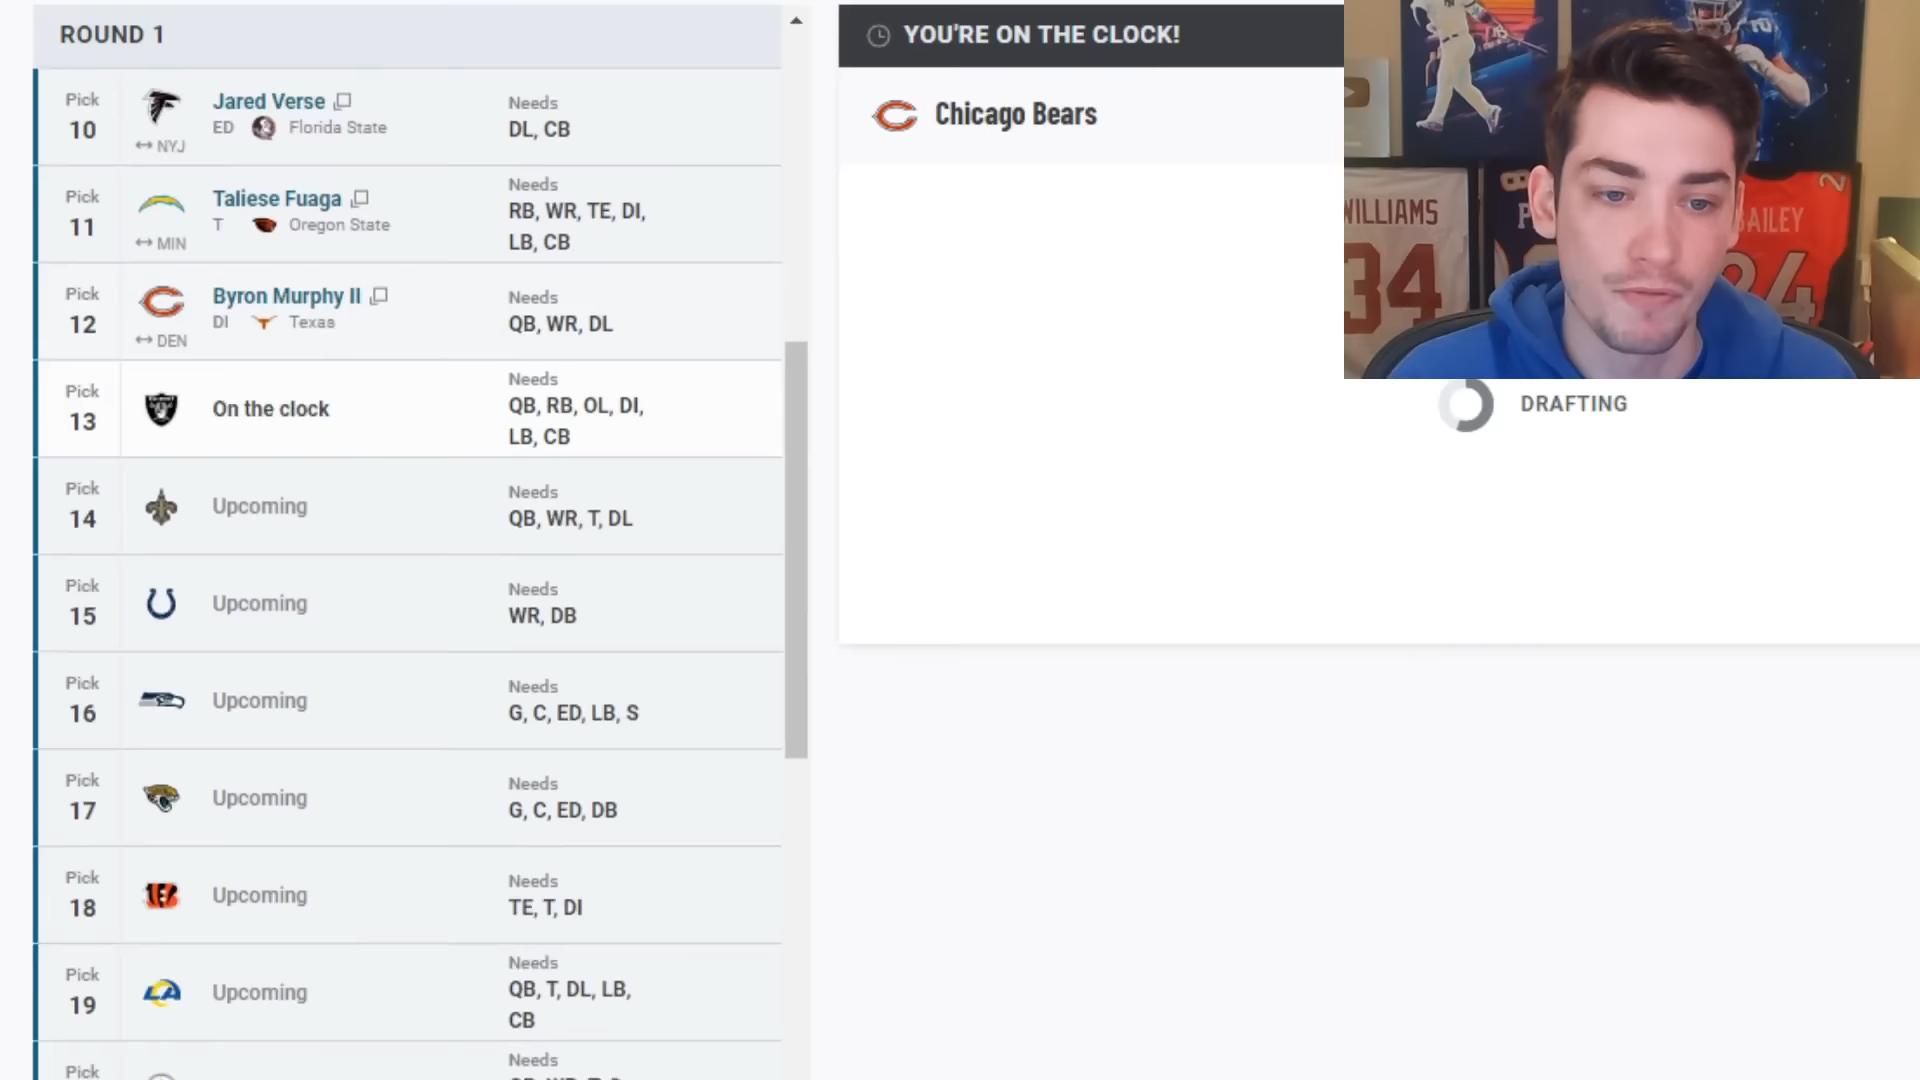 ROUND 1
Pick
10
NYJ
Jared Verse
ED Florida State
Needs
DL, CB
Pick
11
MIN
Taliese Fuaga
T Oregon State
Needs
RB, WR, TE, DI,
LB, CB
Pick
12
DEN
Byron Murphy II
DI Texas
Needs
QB, WR, DL
Pick
13
On the clock
Needs
QB, RB, OL, DI,
LB, CB
Pick
14
Upcoming
Needs
QB, WR, T, DL
Pick
15
Upcoming
Needs
WR, DB
Pick
16
Upcoming
Needs
G, C, ED, LB, S
Pick
17
Upcoming
Needs
G, C, ED, DB
Pick
18
Upcoming
Needs
TE, T, DI
Pick
19
LA
Upcoming
Needs
QB, T, DL, LB,
CB
Pick
Needs
YOU'RE ON THE CLOCK!
Chicago Bears
WILLIAMS
34
BAILEY
24
2
DRAFTING